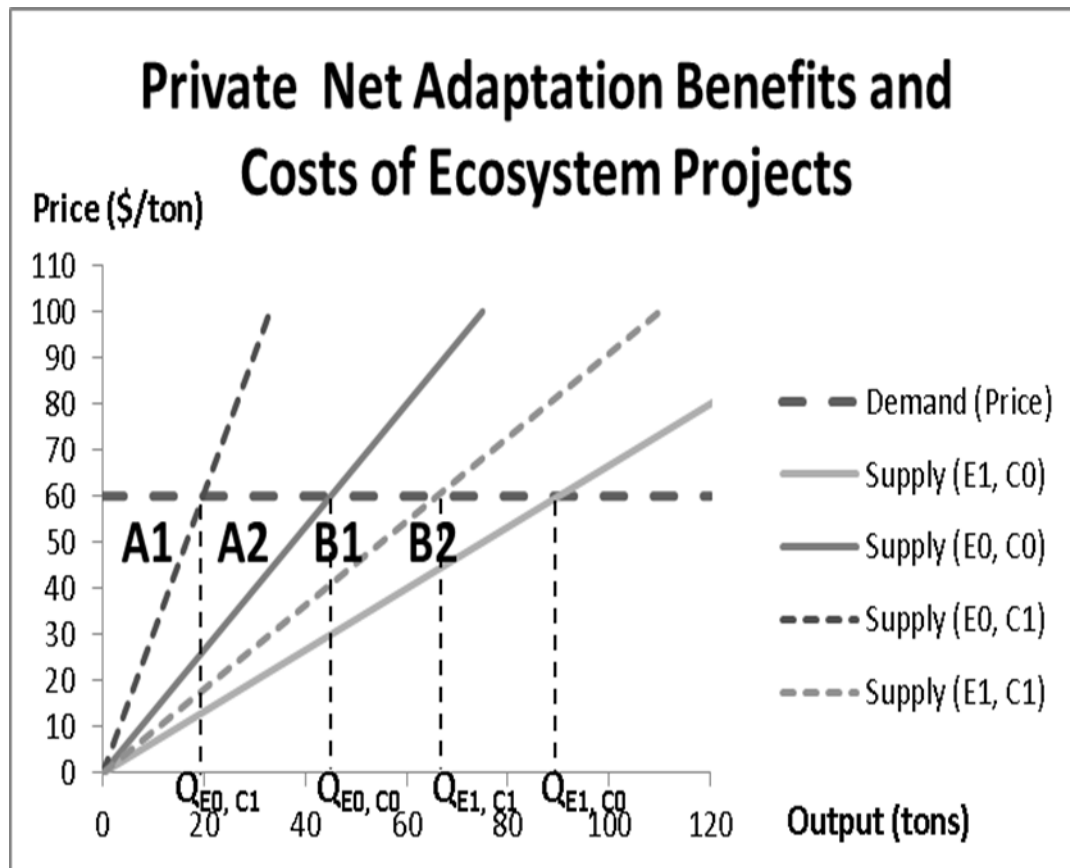 Private Net Adaptation Benefits and
Costs of Ecosystem Projects
Price ($/ton)
110
100
90
80
70
60
50
40
30
20
10
0
A1 A2 B1 B2
Demand (Price)
Supply (E1, C0)
Supply (E0, C0)
Supply (E0, C1)
Supply (E1, C1)
QE0, C1 QE0, C0 QE1, C1 QE1, C0
0 20 40 60 80 100 120
Output (tons)